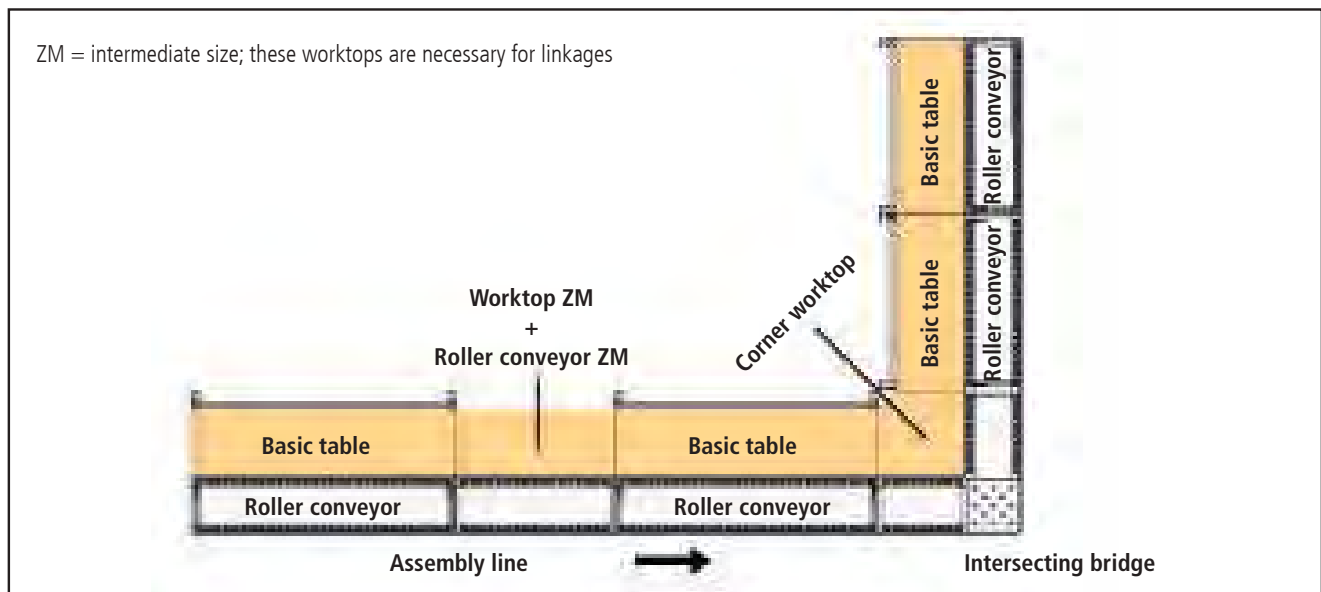 ZM = intermediate size; these worktops are necessary for linkages
Basic table
Roller conveyor
Basic table
Roller conveyor
Corner worktop
Worktop ZM
+
Roller conveyor ZM
Basic table
Basic table
Roller conveyor
Roller conveyor
Assembly line
Intersecting bridge